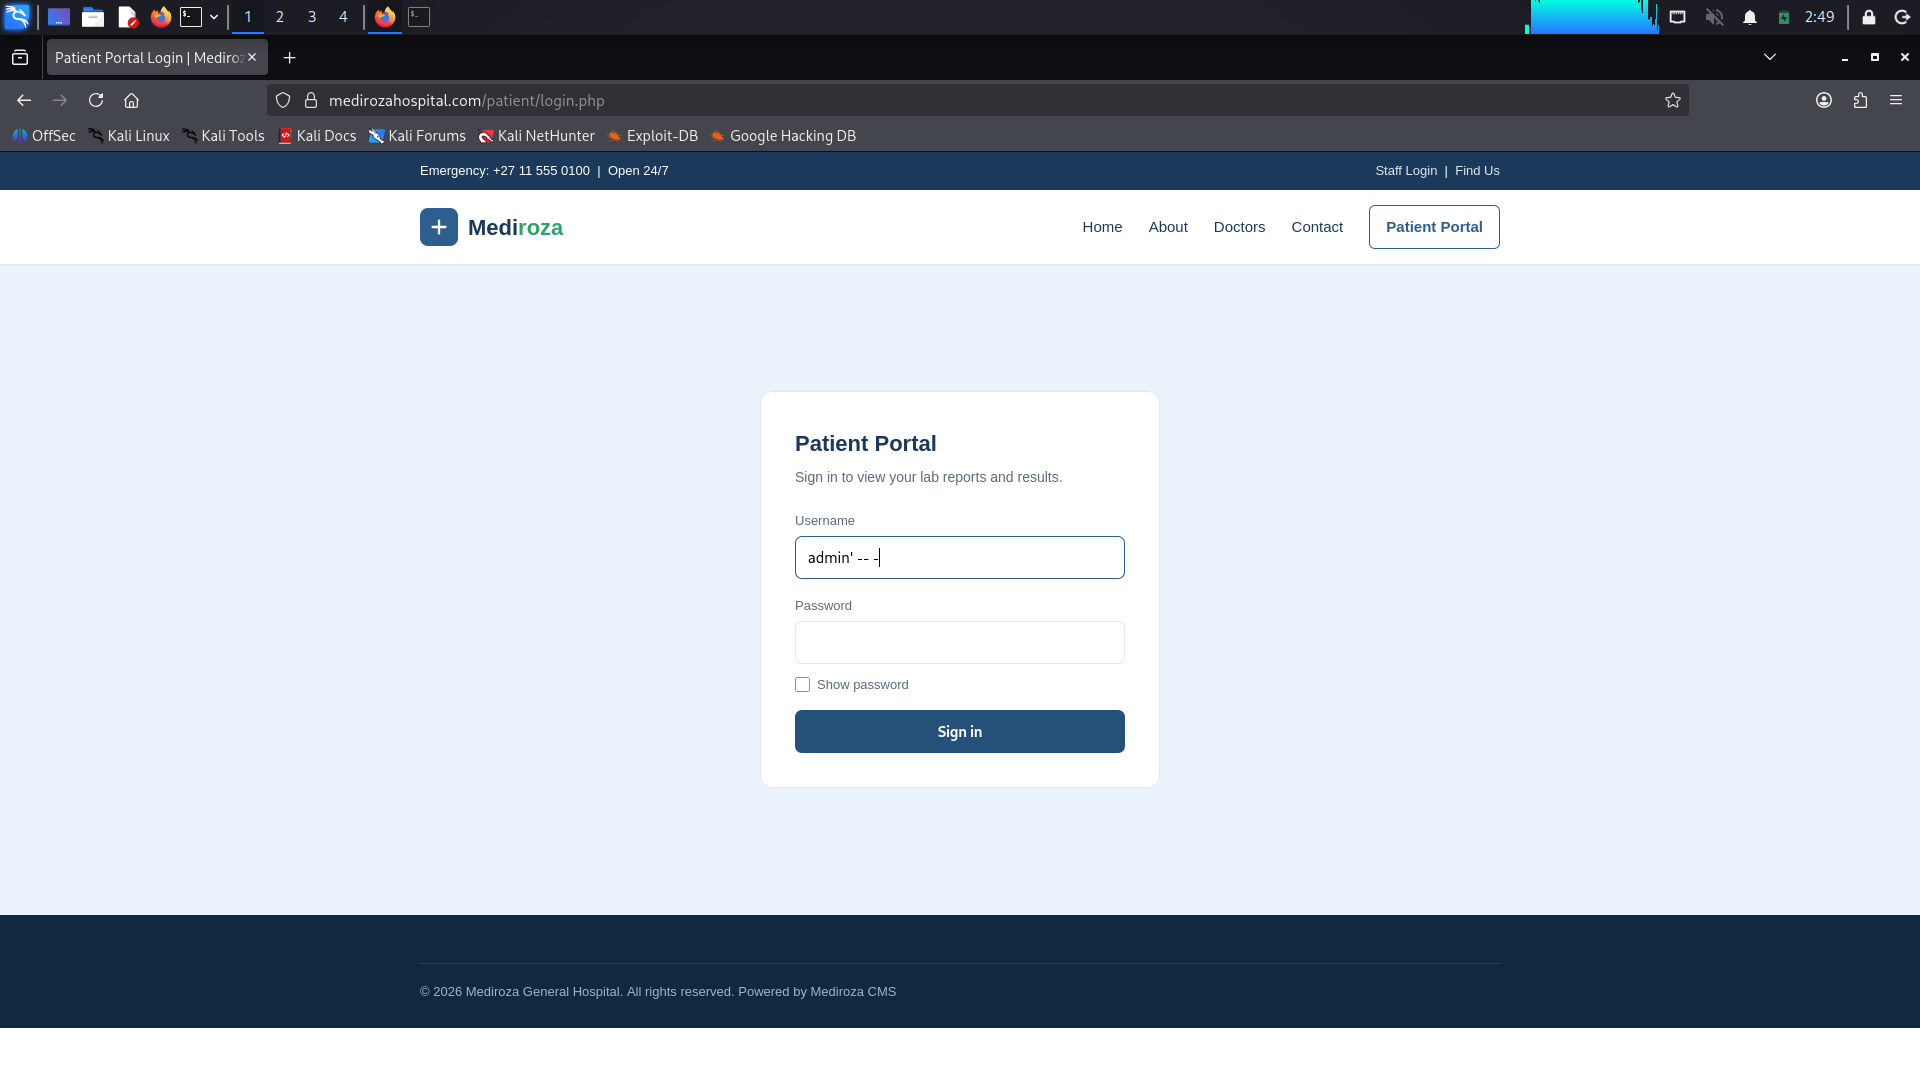 1 2 3 4 2:49
Patient Portal Login | Mediroz
medirozahospital.com/patient/login.php
OffSec Kali Linux Kali Tools Kali Docs Kali Forums Kali NetHunter Exploit-DB Google Hacking DB
Emergency: +27 11 555 0100 | Open 24/7 Staff Login | Find Us
Mediroza Home About Doctors Contact Patient Portal
Patient Portal
Sign in to view your lab reports and results.
Username
admin' -- -
Password
Show password
Sign in
© 2026 Mediroza General Hospital. All rights reserved. Powered by Mediroza CMS